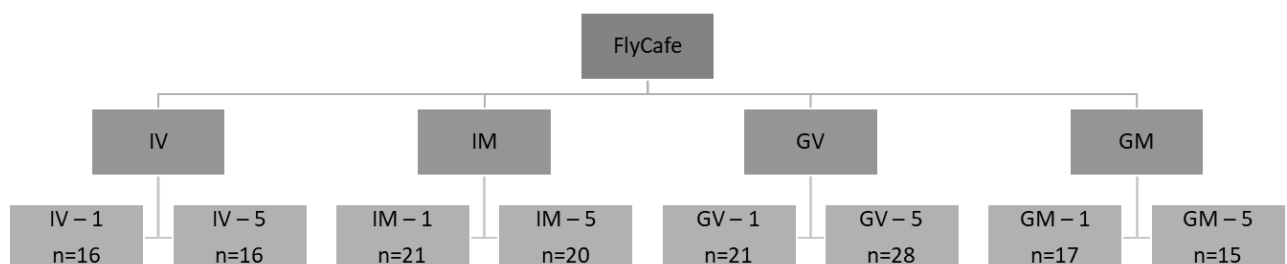 FlyCafe
IV
IM
GV
GM
IV – 1
n=16
IV – 5
n=16
IM – 1
n=21
IM – 5
n=20
GV – 1
n=21
GV – 5
n=28
GM – 1
n=17
GM – 5
n=15